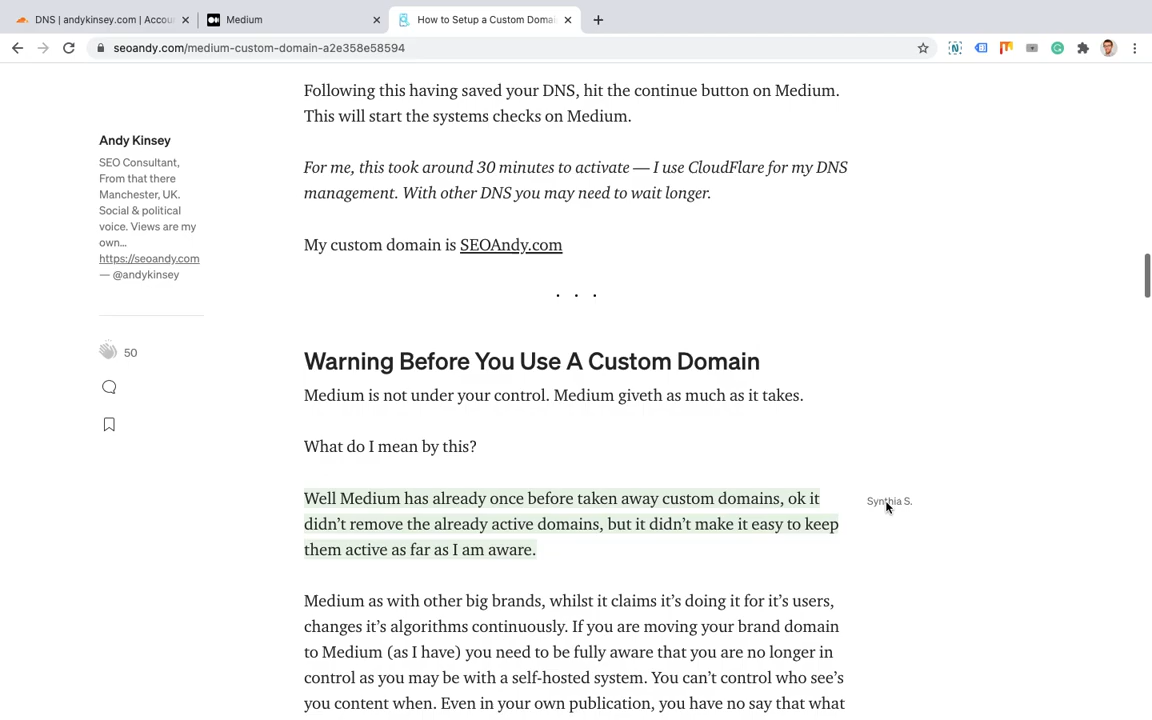 DNS | andykinsey.com | Accou
Medium
How to Setup a Custom Domai
seoandy.com/medium-custom-domain-a2e358e58594
Following this having saved your DNS, hit the continue button on Medium.
This will start the systems checks on Medium.
Andy Kinsey
SEO Consultant,
From that there
Manchester, UK.
Social & political
voice. Views are my
own...
https://seoandy.com
— @andykinsey
For me, this took around 30 minutes to activate — I use CloudFlare for my DNS
management. With other DNS you may need to wait longer.
My custom domain is SEOAndy.com
. . .
50
Warning Before You Use A Custom Domain
Medium is not under your control. Medium giveth as much as it takes.
What do I mean by this?
Well Medium has already once before taken away custom domains, ok it
didn't remove the already active domains, but it didn't make it easy to keep
them active as far as I am aware.
Synthia S.
Medium as with other big brands, whilst it claims it's doing it for it's users,
changes it's algorithms continuously. If you are moving your brand domain
to Medium (as I have) you need to be fully aware that you are no longer in
control as you may be with a self-hosted system. You can't control who see's
you content when. Even in your own publication, you have no say that what